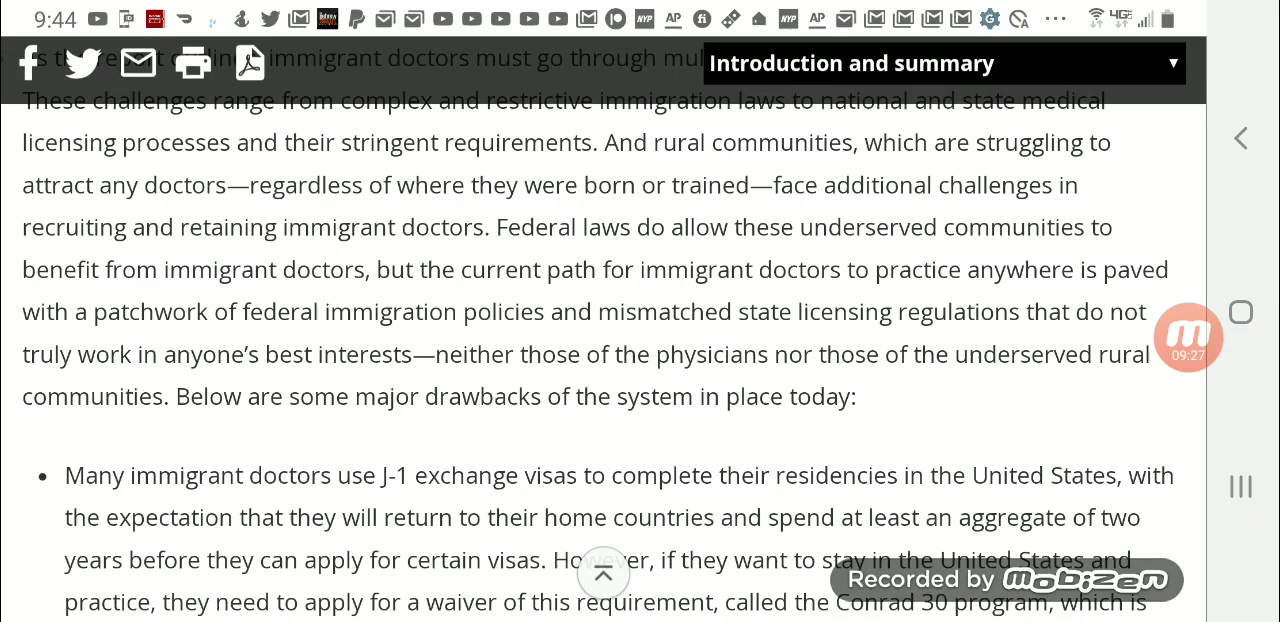 9:44
NYP AP NYP AP 4GE
immigrant doctors must go through mul
Introduction and summary
These challenges range from complex and restrictive immigration laws to national and state medical
licensing processes and their stringent requirements. And rural communities, which are struggling to
attract any doctors—regardless of where they were born or trained—face additional challenges in
recruiting and retaining immigrant doctors. Federal laws do allow these underserved communities to
benefit from immigrant doctors, but the current path for immigrant doctors to practice anywhere is paved
with a patchwork of federal immigration policies and mismatched state licensing regulations that do not
truly work in anyone’s best interests—neither those of the physicians nor those of the underserved rural
09:27
communities. Below are some major drawbacks of the system in place today:
• Many immigrant doctors use J-1 exchange visas to complete their residencies in the United States, with
the expectation that they will return to their home countries and spend at least an aggregate of two
years before they can apply for certain visas. However, if they want to stay in the United States and
Recorded by mobizen
practice, they need to apply for a waiver of this requirement, called the Conrad 30 program, which is